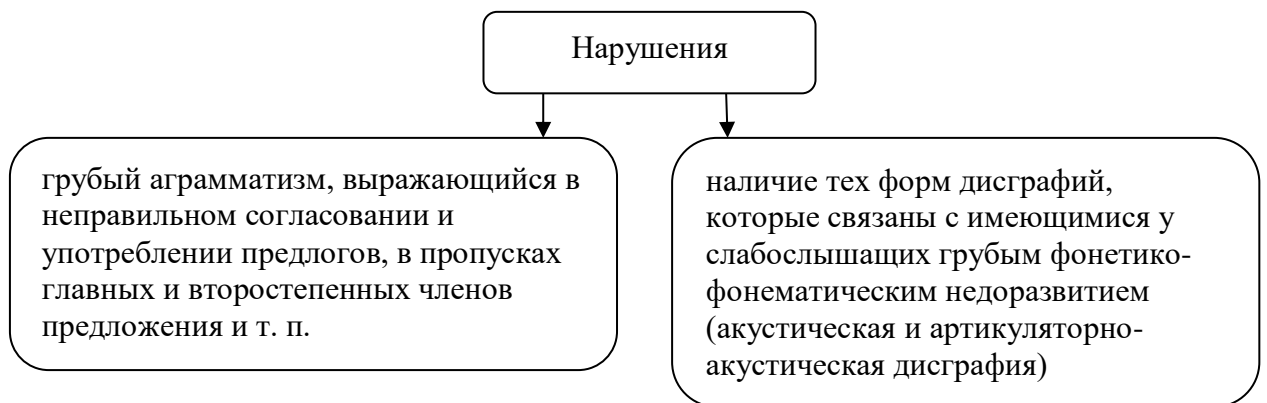 Нарушения
грубый аграмматизм, выражающийся в
неправильном согласовании и
употреблении предлогов, в пропусках
главных и второстепенных членов
предложения и т. п.
наличие тех форм дисграфий,
которые связаны с имеющимися у
слабослышащих грубым фонетико-
фонематическим недоразвитием
(акустическая и артикуляторно-
акустическая дисграфия)